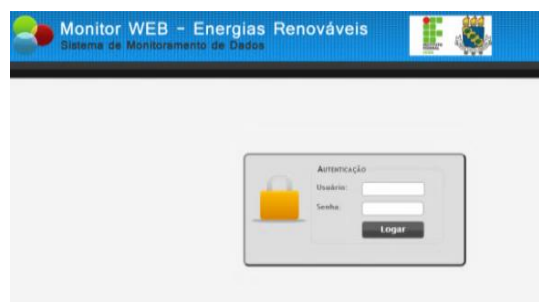 Monitor WEB - Energias Renováveis
Sistema de Monitoramento de Dados
Autenticação
Usuário:
Senha:
Logar